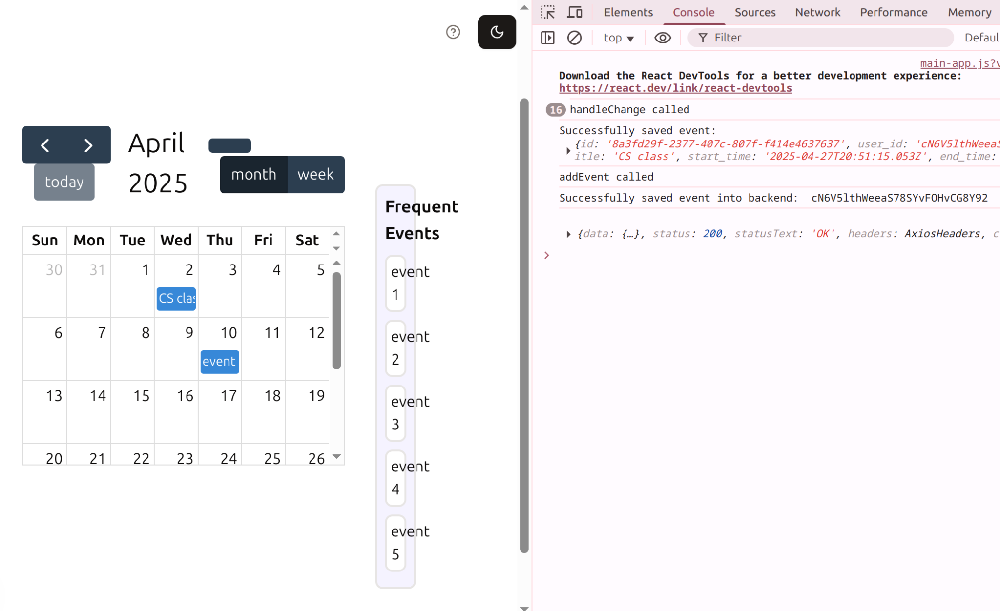 April
2025
today
month week
Sun Mon Tue Wed Thu Fri Sat
30 31 1 2 3 4 5
CS clas
6 7 8 9 10 11 12
event
13 14 15 16 17 18 19
20 21 22 23 24 25 26
Frequent
Events
event
1
event
2
event
3
event
4
event
5
Elements Console Sources Network Performance Memory
top Filter Defaul
main-app.js?v
Download the React DevTools for a better development experience:
https://react.dev/link/react-devtools
16 handleChange called
Successfully saved event:
{id: '8a3fd29f-2377-407c-807f-f414e4637637', user_id: 'cN6V5lthWeeaS
itle: 'CS class', start_time: '2025-04-27T20:51:15.053Z', end_time:
addEvent called
Successfully saved event into backend: cN6V5lthWeeaS78SYvFOHvCG8Y92
{data: {…}, status: 200, statusText: 'OK', headers: AxiosHeaders, c